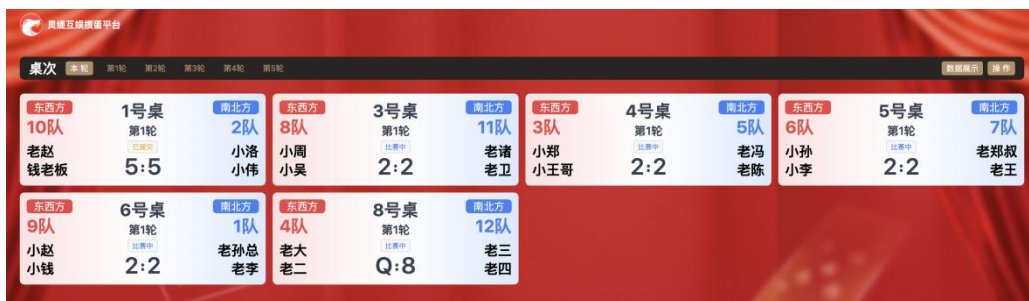 灵缇互娱掼蛋平台
桌次 本轮 第1轮 第2轮 第3轮 第4轮 第5轮 数据展示 操作
东西方 1号桌 南北方
10队 第1轮 2队
老赵 已提交 小洛
钱老板 5:5 小伟
东西方 3号桌 南北方
8队 第1轮 11队
小周 比赛中 老诸
小吴 2:2 老卫
东西方 4号桌 南北方
3队 第1轮 5队
小郑 比赛中 老冯
小王哥 2:2 老陈
东西方 5号桌 南北方
6队 第1轮 7队
小孙 比赛中 老郑叔
小李 2:2 老王
东西方 6号桌 南北方
9队 第1轮 1队
小赵 比赛中 老孙总
小钱 2:2 老李
东西方 8号桌 南北方
4队 第1轮 12队
老大 比赛中 老三
老二 Q:8 老四